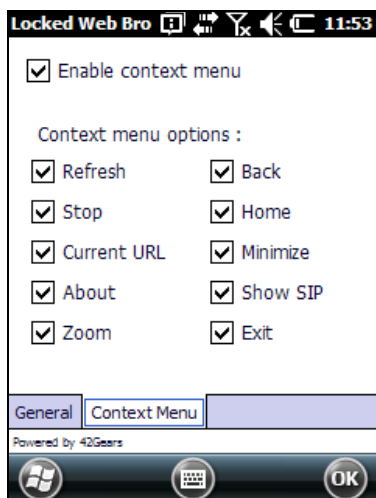 Locked Web Bro 11:53
Enable context menu
Context menu options :
Refresh Back
Stop Home
Current URL Minimize
About Show SIP
Zoom Exit
General Context Menu
Powered by 42Gears
OK